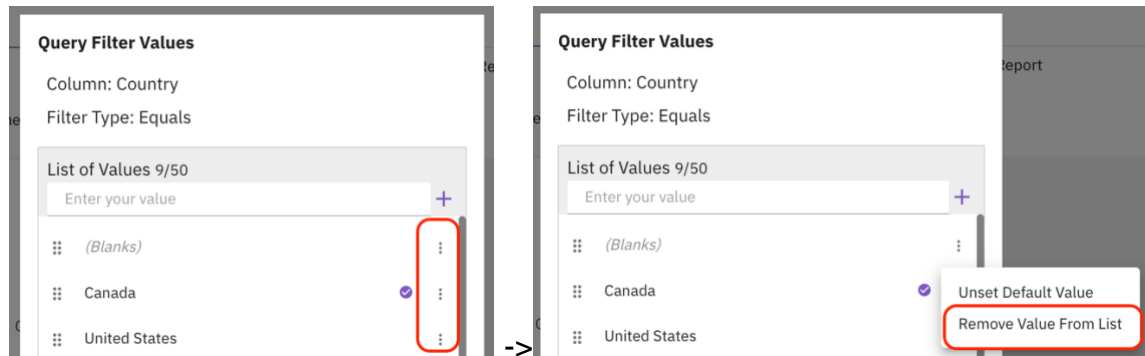 Query Filter Values
Column: Country
Filter Type: Equals
List of Values 9/50
Enter your value
(Blanks)
Canada
United States
->
Query Filter Values
Report
Column: Country
Filter Type: Equals
List of Values 9/50
Enter your value
(Blanks)
Canada
Unset Default Value
Remove Value From List
United States